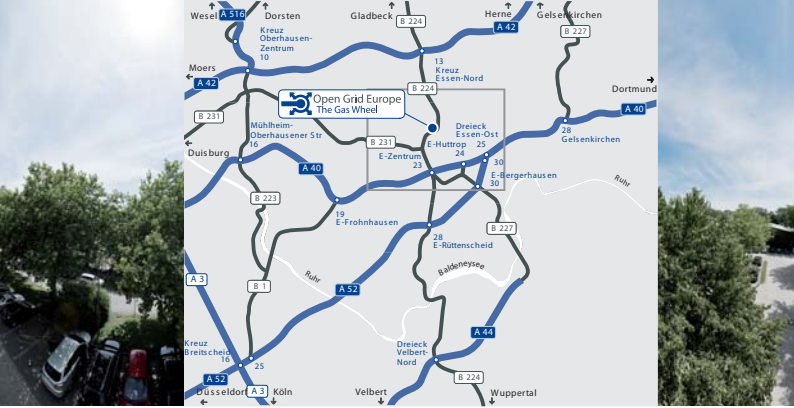 Wesel
A 516
Dorsten
Gladbeck
B 224
Herne
Gelsenkirchen
A 42
B 227
Kreuz
Oberhausen-
Zentrum
10
Moers
A 42
13
Kreuz
Essen-Nord
Dortmund
B 224
Open Grid Europe
The Gas Wheel
A 40
B 231
Mühlheim-
Oberhausener Str
16
Dreieck
Essen-Ost
25
28
Gelsenkirchen
Duisburg
B 231
E-Huttrop
24
E-Zentrum
23
30
E-Bergerhausen
30
A 40
Ruhr
B 223
19
E-Frohnhausen
B 227
28
E-Rüttenscheid
Baldeneysee
Ruhr
A 3
B 1
A 52
A 44
Kreuz
Breitscheid
16
25
Dreieck
Velbert-
Nord
A 52
B 224
Düsseldorf
A 3
Köln
Velbert
Wuppertal